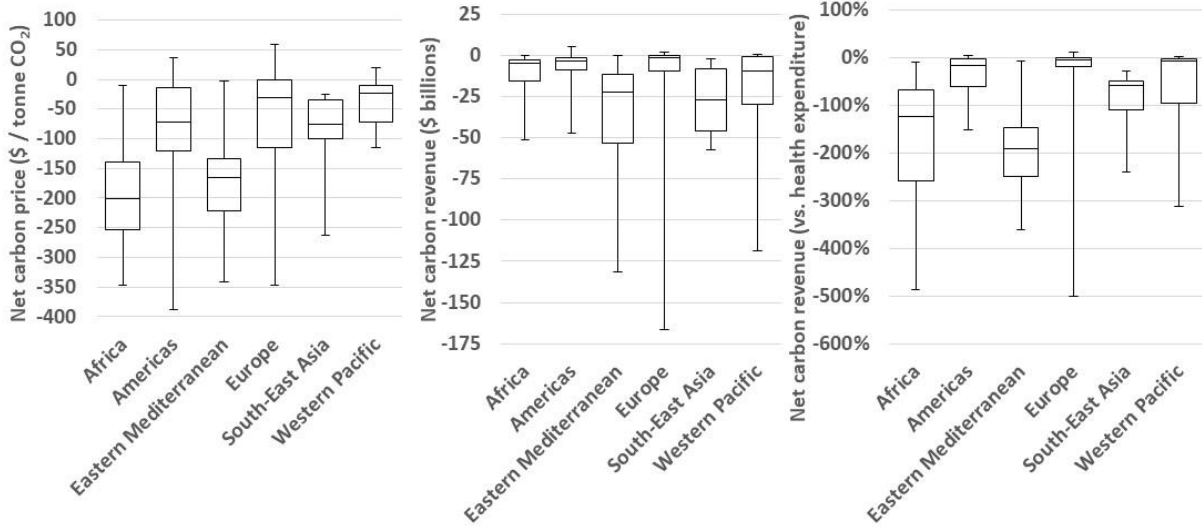 Net carbon price ($ / tonne CO₂)
100
50
0
-50
-100
-150
-200
-250
-300
-350
-400
Africa
Americas
Eastern Mediterranean
Europe
South-East Asia
Western Pacific
Net carbon revenue ($ billions)
25
0
-25
-50
-75
-100
-125
-150
-175
Africa
Americas
Eastern Mediterranean
Europe
South-East Asia
Western Pacific
Net carbon revenue (vs. health expenditure)
100%
0%
-100%
-200%
-300%
-400%
-500%
-600%
Africa
Americas
Eastern Mediterranean
Europe
South-East Asia
Western Pacific